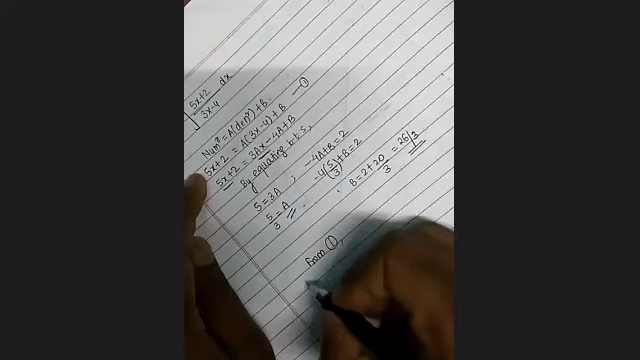 ∫ 5x+2 / 3x-4 dx
Numr = A(denr) + B.
5x+2 = A(3x-4) + B —①
5x+2 = 3Ax - 4A + B
By equating b.t.s,
5 = 3A , -4A+B = 2
5/3 = A . -4(5/3)+B = 2
B = 2 + 20/3 = 26/3
From ①,